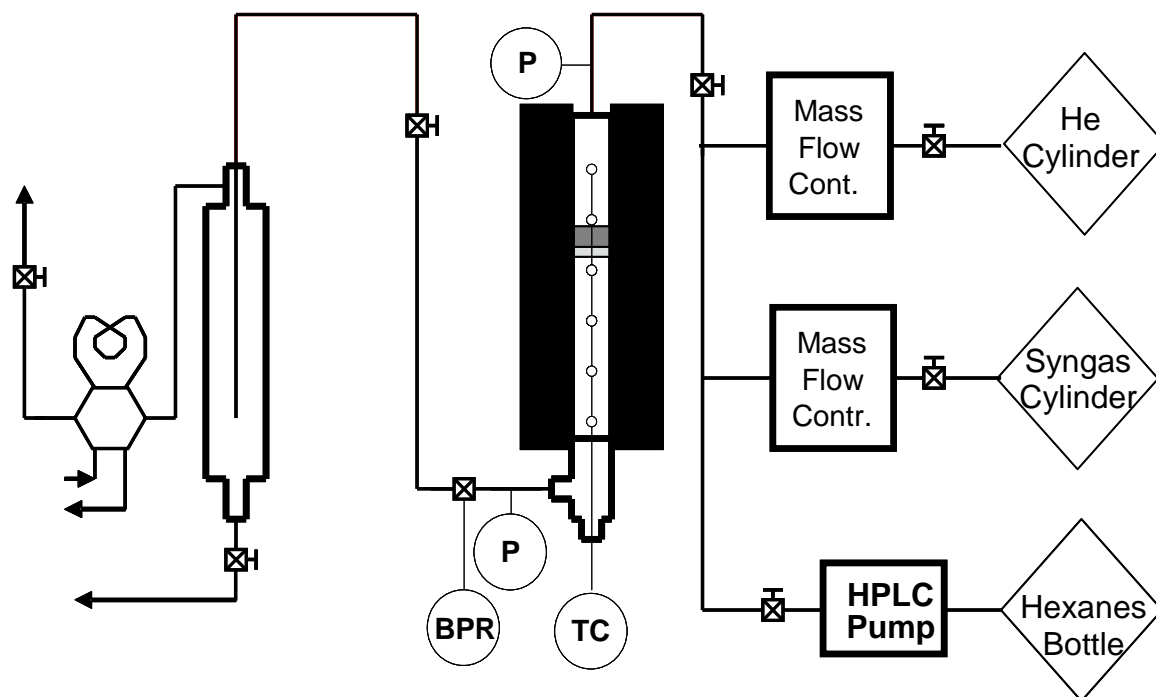 P
Mass
Flow
Cont.
He
Cylinder
Mass
Flow
Contr.
Syngas
Cylinder
P
BPR
TC
HPLC
Pump
Hexanes
Bottle